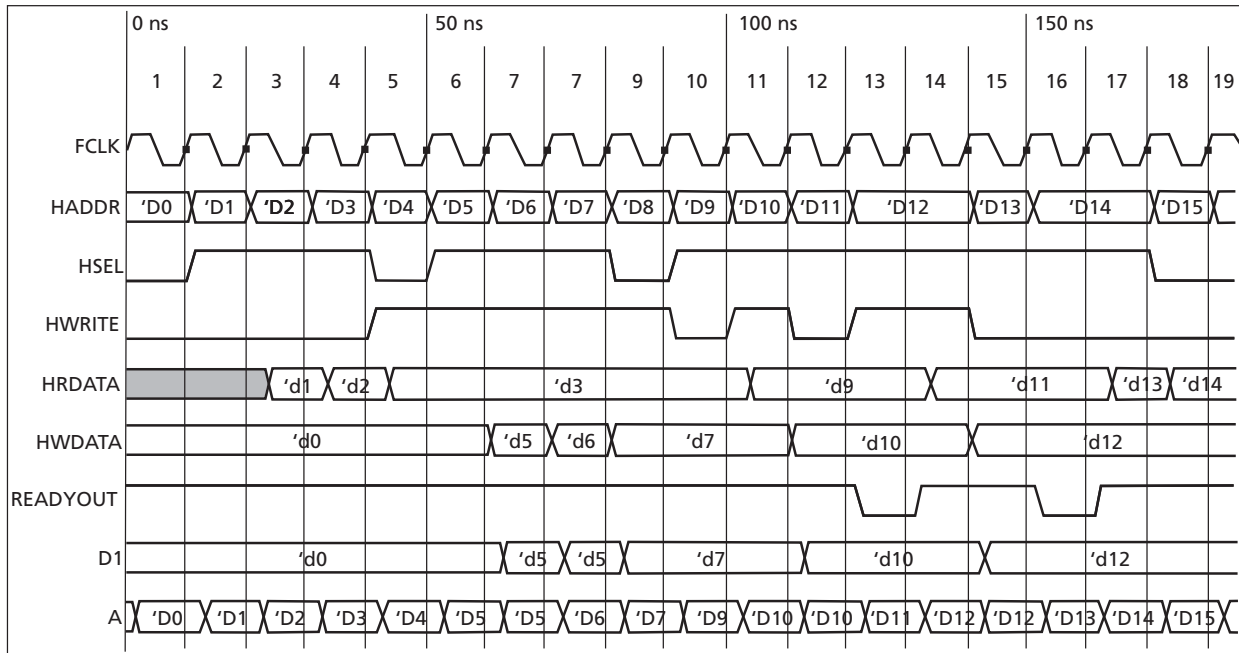 0 ns 50 ns 100 ns 150 ns
1 2 3 4 5 6 7 7 9 10 11 12 13 14 15 16 17 18 19
FCLK
HADDR ‘D0 ‘D1 ‘D2 ‘D3 ‘D4 ‘D5 ‘D6 ‘D7 ‘D8 ‘D9 ‘D10 ‘D11 ‘D12 ‘D13 ‘D14 ‘D15
HSEL
HWRITE
HRDATA ‘d1 ‘d2 ‘d3 ‘d9 ‘d11 ‘d13 ‘d14
HWDATA ‘d0 ‘d5 ‘d6 ‘d7 ‘d10 ‘d12
READYOUT
D1 ‘d0 ‘d5 ‘d5 ‘d7 ‘d10 ‘d12
A ‘D0 ‘D1 ‘D2 ‘D3 ‘D4 ‘D5 ‘D5 ‘D6 ‘D7 ‘D9 ‘D10 ‘D10 ‘D11 ‘D12 ‘D12 ‘D13 ‘D14 ‘D15